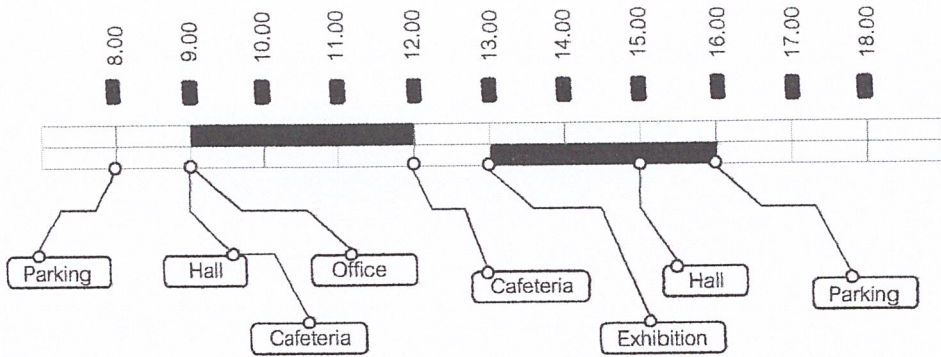 8.00 9.00 10.00 11.00 12.00 13.00 14.00 15.00 16.00 17.00 18.00
Parking Hall Office Cafeteria Hall Parking
Cafeteria Exhibition